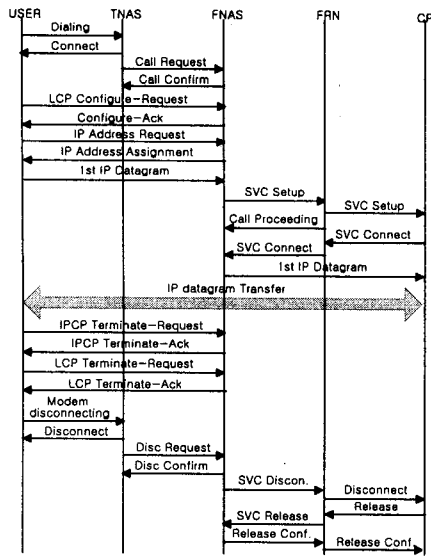 USER TNAS FNAS FRN CP
Dialing
Connect
Call Request
Call Confirm
LCP Configure-Request
Configure-Ack
IP Address Request
IP Address Assignment
1st IP Datagram
SVC Setup
SVC Setup
Call Proceeding
SVC Connect
SVC Connect
1st IP Datagram
IP datagram Transfer
IPCP Terminate-Request
IPCP Terminate-Ack
LCP Terminate-Request
LCP Terminate-Ack
Modem
disconnecting
Disconnect
Disc Request
Disc Confirm
SVC Discon.
Disconnect
Release
SVC Release
Release Conf.
Release Conf.